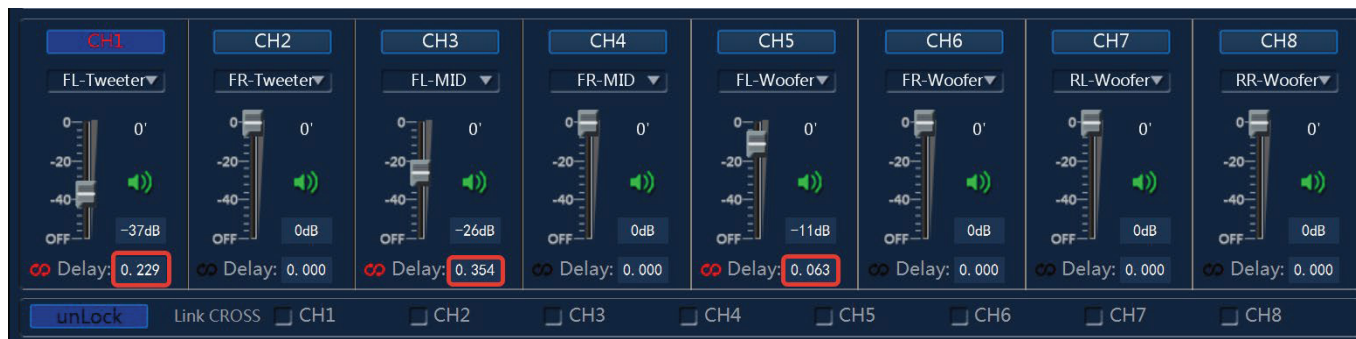 CH1 CH2 CH3 CH4 CH5 CH6 CH7 CH8
FL-Tweeter FR-Tweeter FL-MID FR-MID FL-Woofer FR-Woofer RL-Woofer RR-Woofer
0 0' 0 0' 0 0' 0 0' 0 0' 0 0' 0 0' 0 0'
-20 -20 -20 -20 -20 -20 -20 -20
-40 -40 -40 -40 -40 -40 -40 -40
OFF -37dB OFF 0dB OFF -26dB OFF 0dB OFF -11dB OFF 0dB OFF 0dB OFF 0dB
Delay: 0.229 Delay: 0.000 Delay: 0.354 Delay: 0.000 Delay: 0.063 Delay: 0.000 Delay: 0.000 Delay: 0.000
unLock Link CROSS CH1 CH2 CH3 CH4 CH5 CH6 CH7 CH8